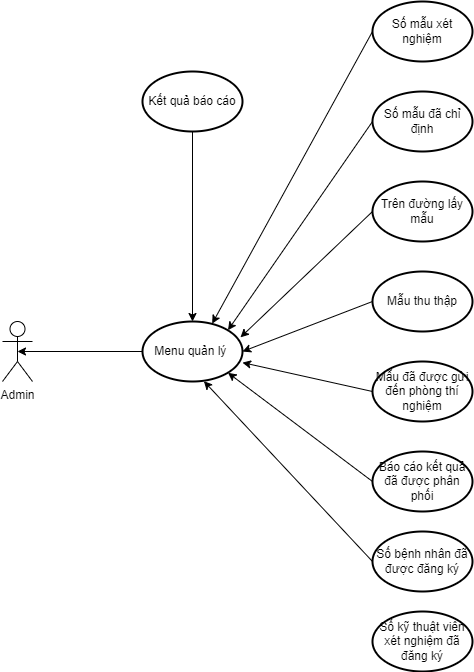 Số mẫu xét
nghiệm
Kết quả báo cáo
Số mẫu đã chỉ
định
Trên đường lấy
mẫu
Mẫu thu thập
Menu quản lý
Admin
Mẫu đã được gửi
đến phòng thí
nghiệm
Báo cáo kết quả
đã được phân
phối
Số bệnh nhân đã
được đăng ký
Số kỹ thuật viên
xét nghiệm đã
đăng ký